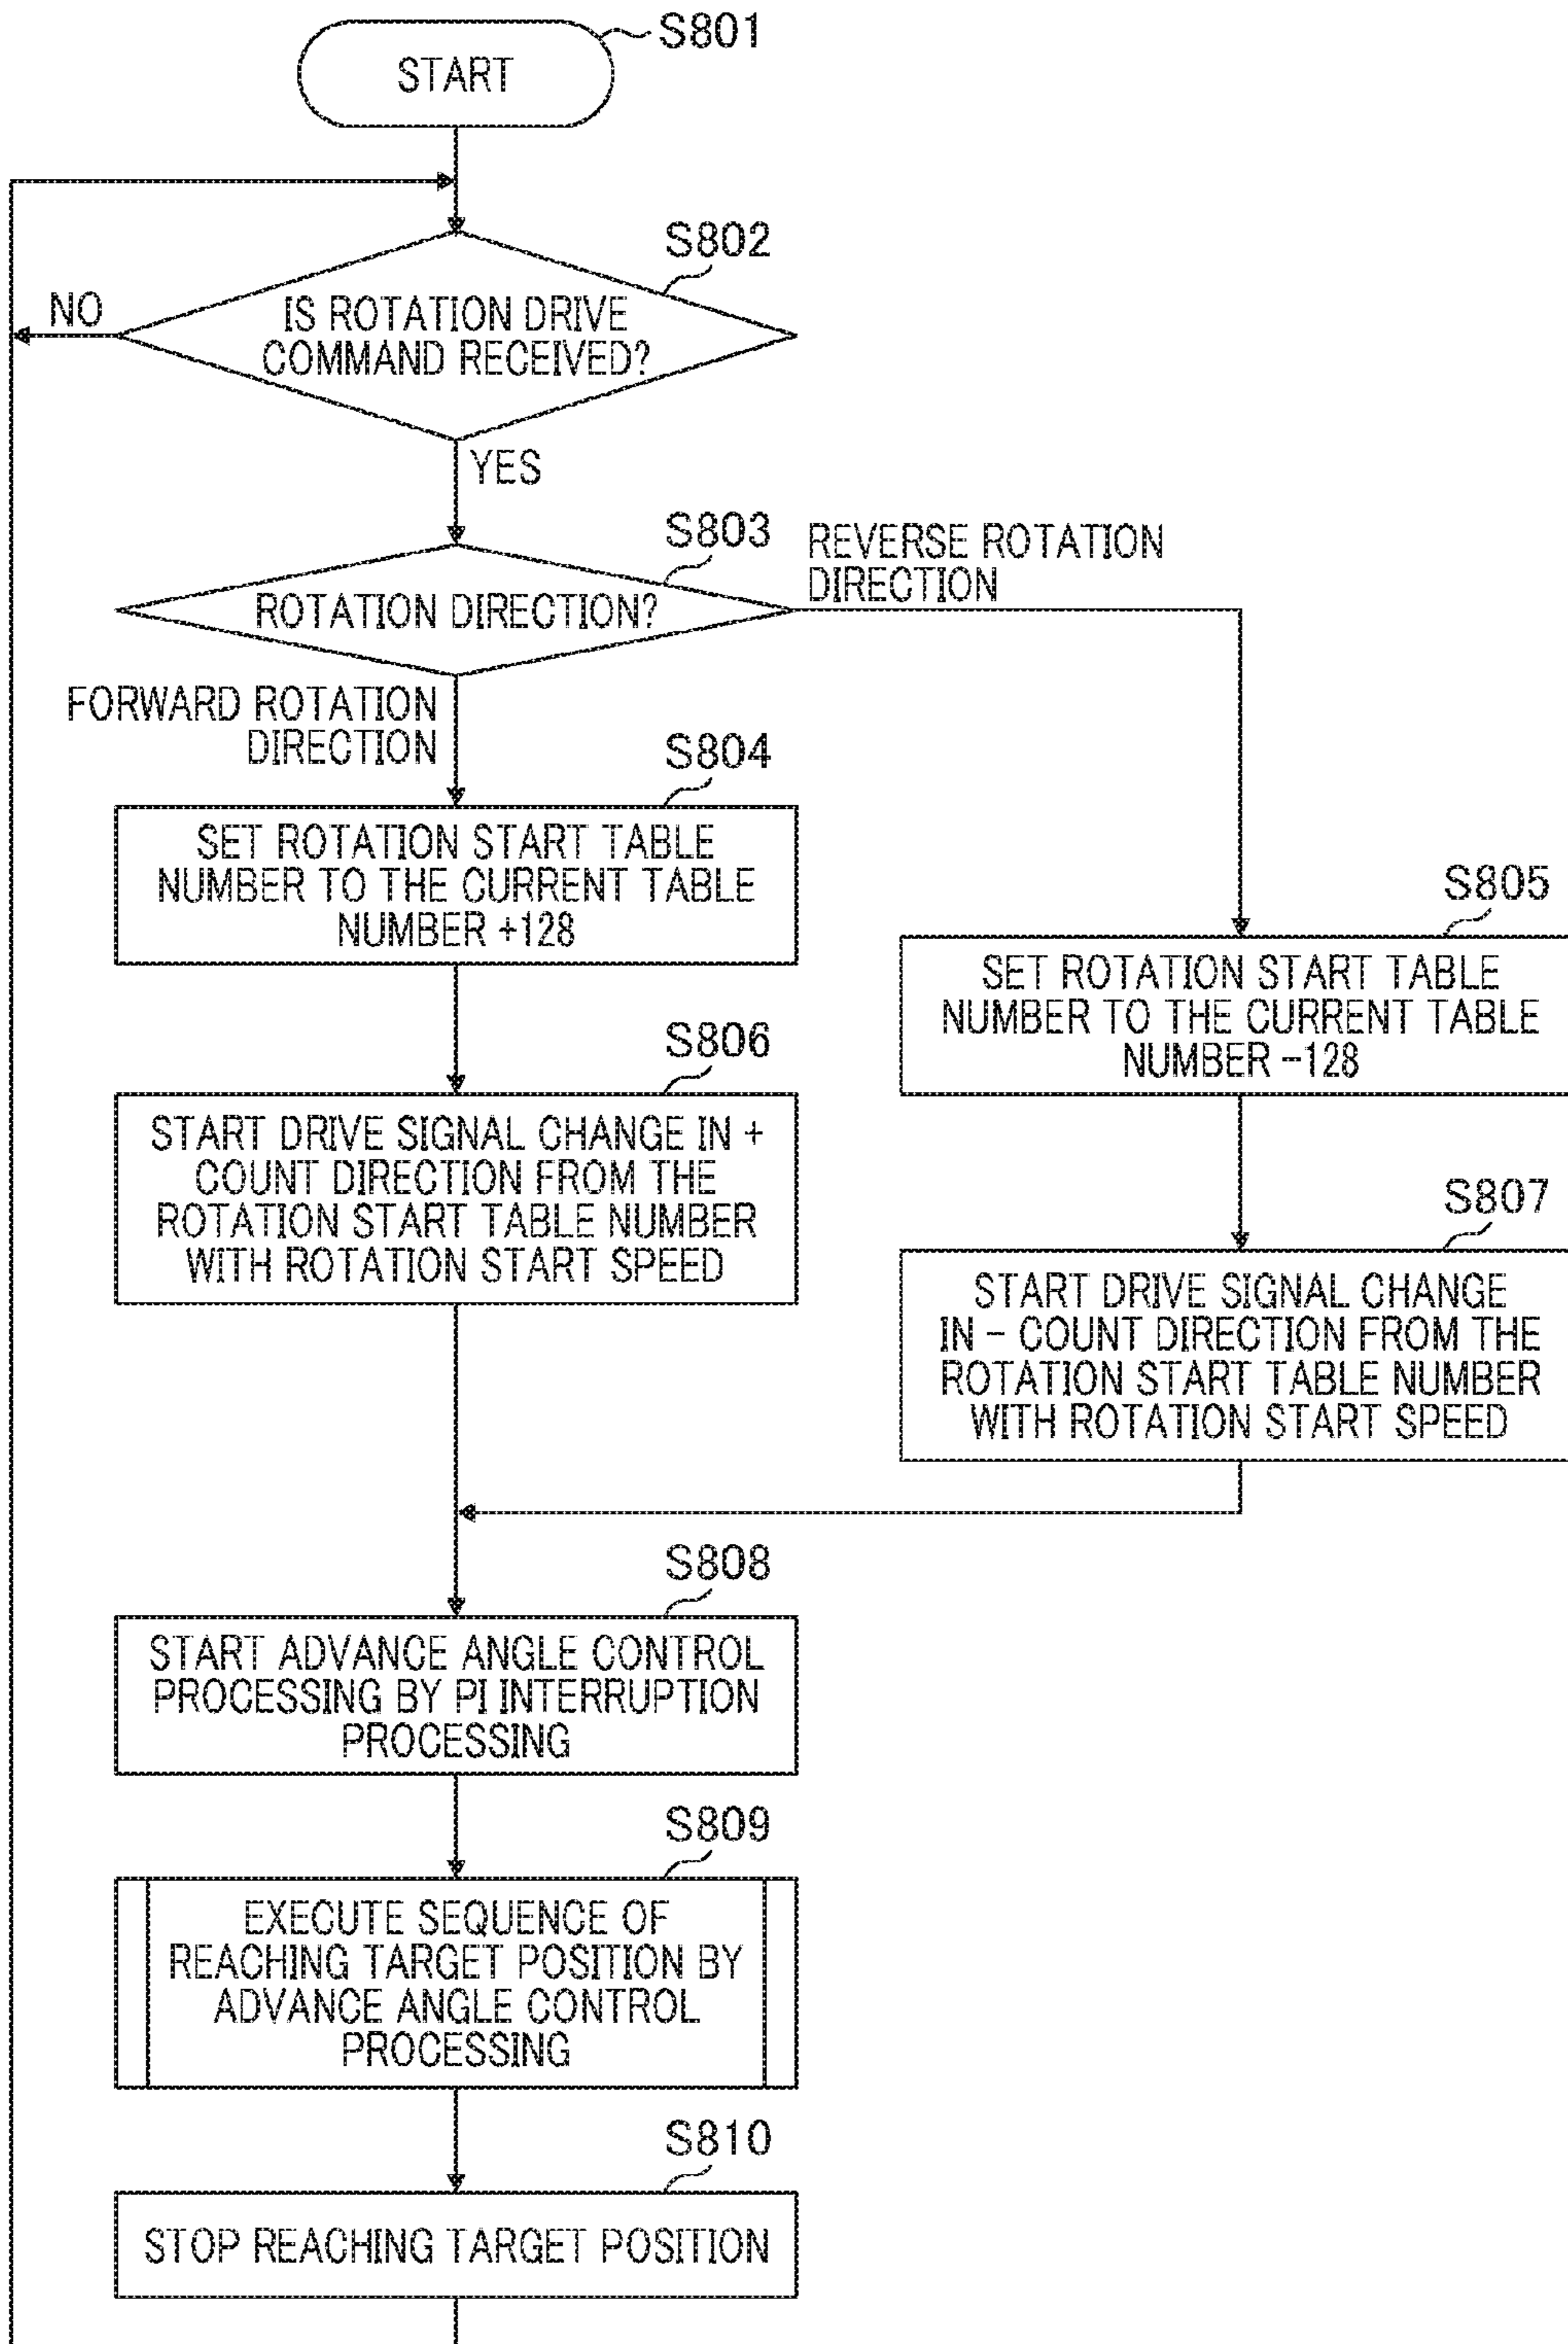 S801
START
S802
IS ROTATION DRIVE
COMMAND RECEIVED?
NO
YES
S803
ROTATION DIRECTION?
REVERSE ROTATION
DIRECTION
FORWARD ROTATION
DIRECTION
S804
SET ROTATION START TABLE
NUMBER TO THE CURRENT TABLE
NUMBER +128
S805
SET ROTATION START TABLE
NUMBER TO THE CURRENT TABLE
NUMBER -128
S806
START DRIVE SIGNAL CHANGE IN +
COUNT DIRECTION FROM THE
ROTATION START TABLE NUMBER
WITH ROTATION START SPEED
S807
START DRIVE SIGNAL CHANGE
IN - COUNT DIRECTION FROM THE
ROTATION START TABLE NUMBER
WITH ROTATION START SPEED
S808
START ADVANCE ANGLE CONTROL
PROCESSING BY PI INTERRUPTION
PROCESSING
S809
EXECUTE SEQUENCE OF
REACHING TARGET POSITION BY
ADVANCE ANGLE CONTROL
PROCESSING
S810
STOP REACHING TARGET POSITION